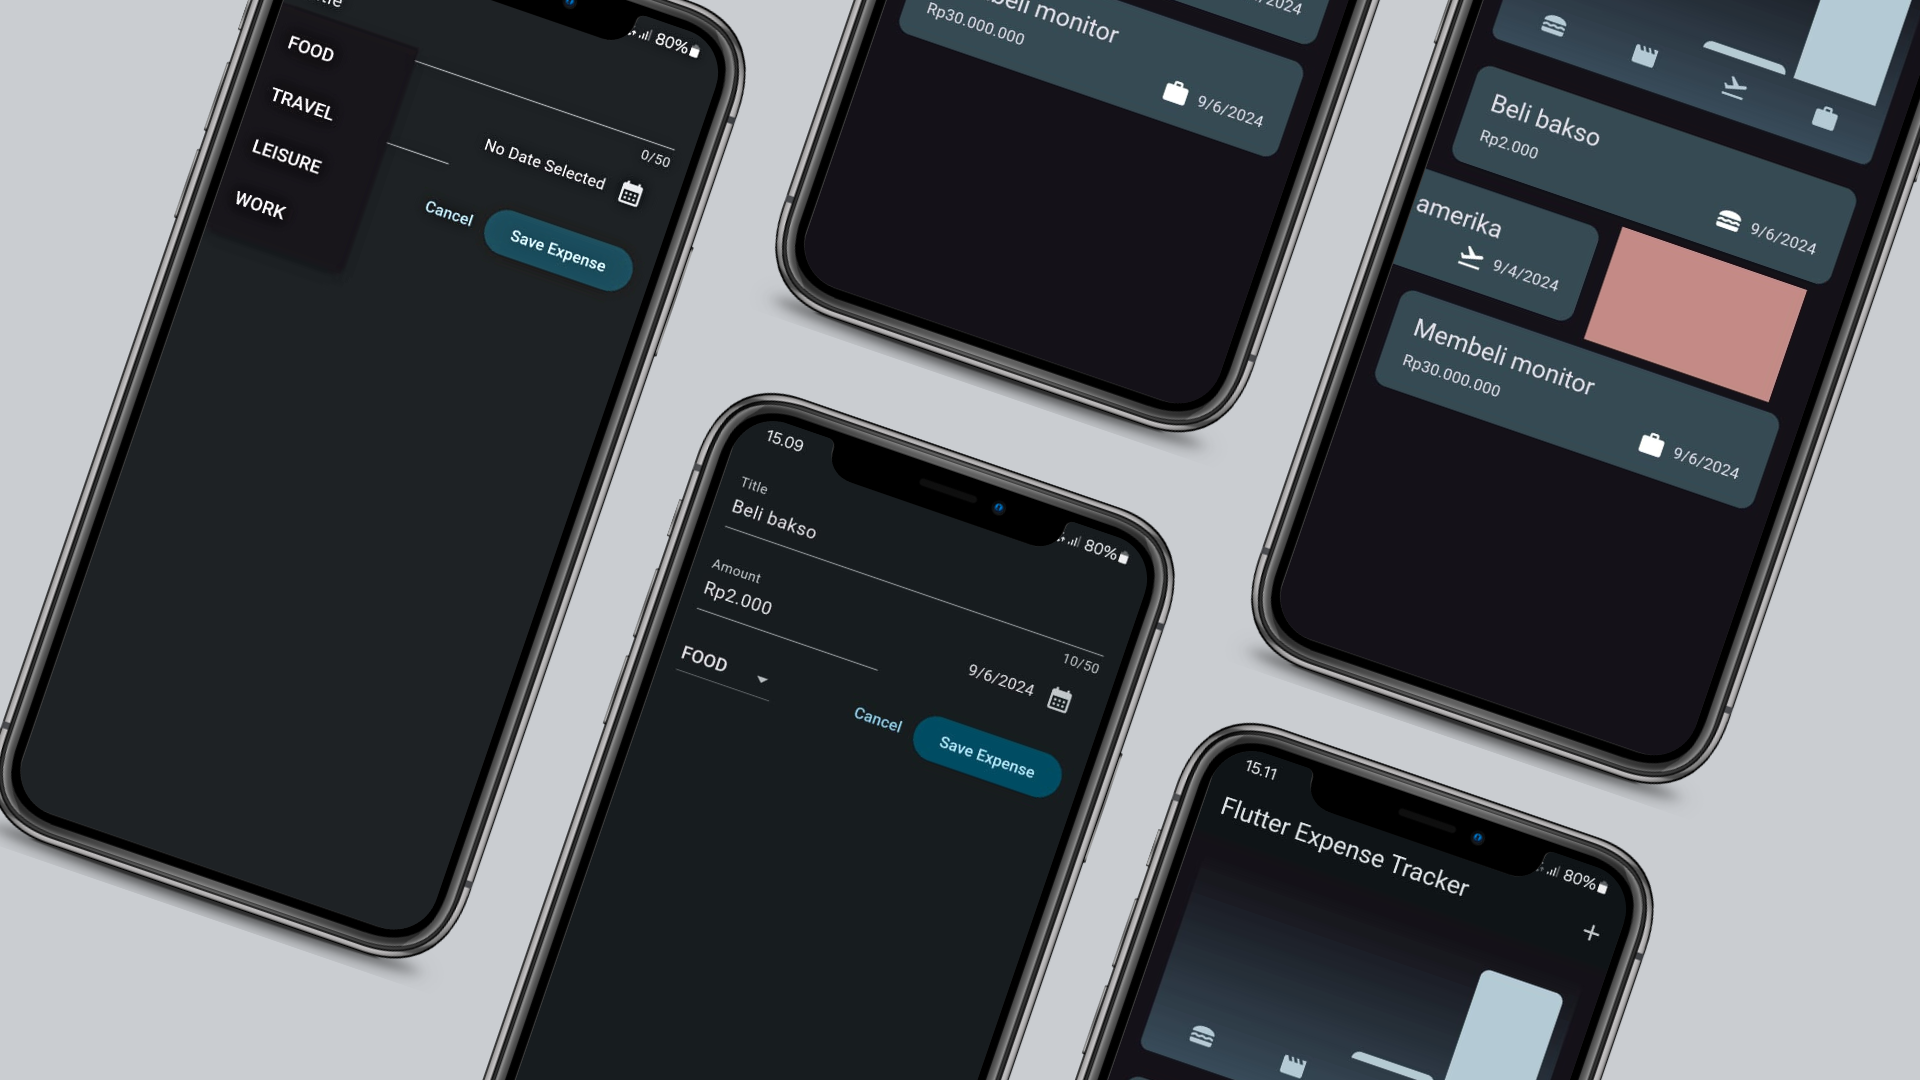 80%
FOOD
TRAVEL
LEISURE
WORK
0/50
No Date Selected
Cancel
Save Expense
monitor
Rp30.000.000
9/6/2024
Beli bakso
Rp2.000
9/6/2024
amerika
9/4/2024
Membeli monitor
Rp30.000.000
9/6/2024
15.09
80%
Title
Beli bakso
10/50
Amount
Rp2.000
FOOD
9/6/2024
Cancel
Save Expense
15.11
80%
Flutter Expense Tracker
+